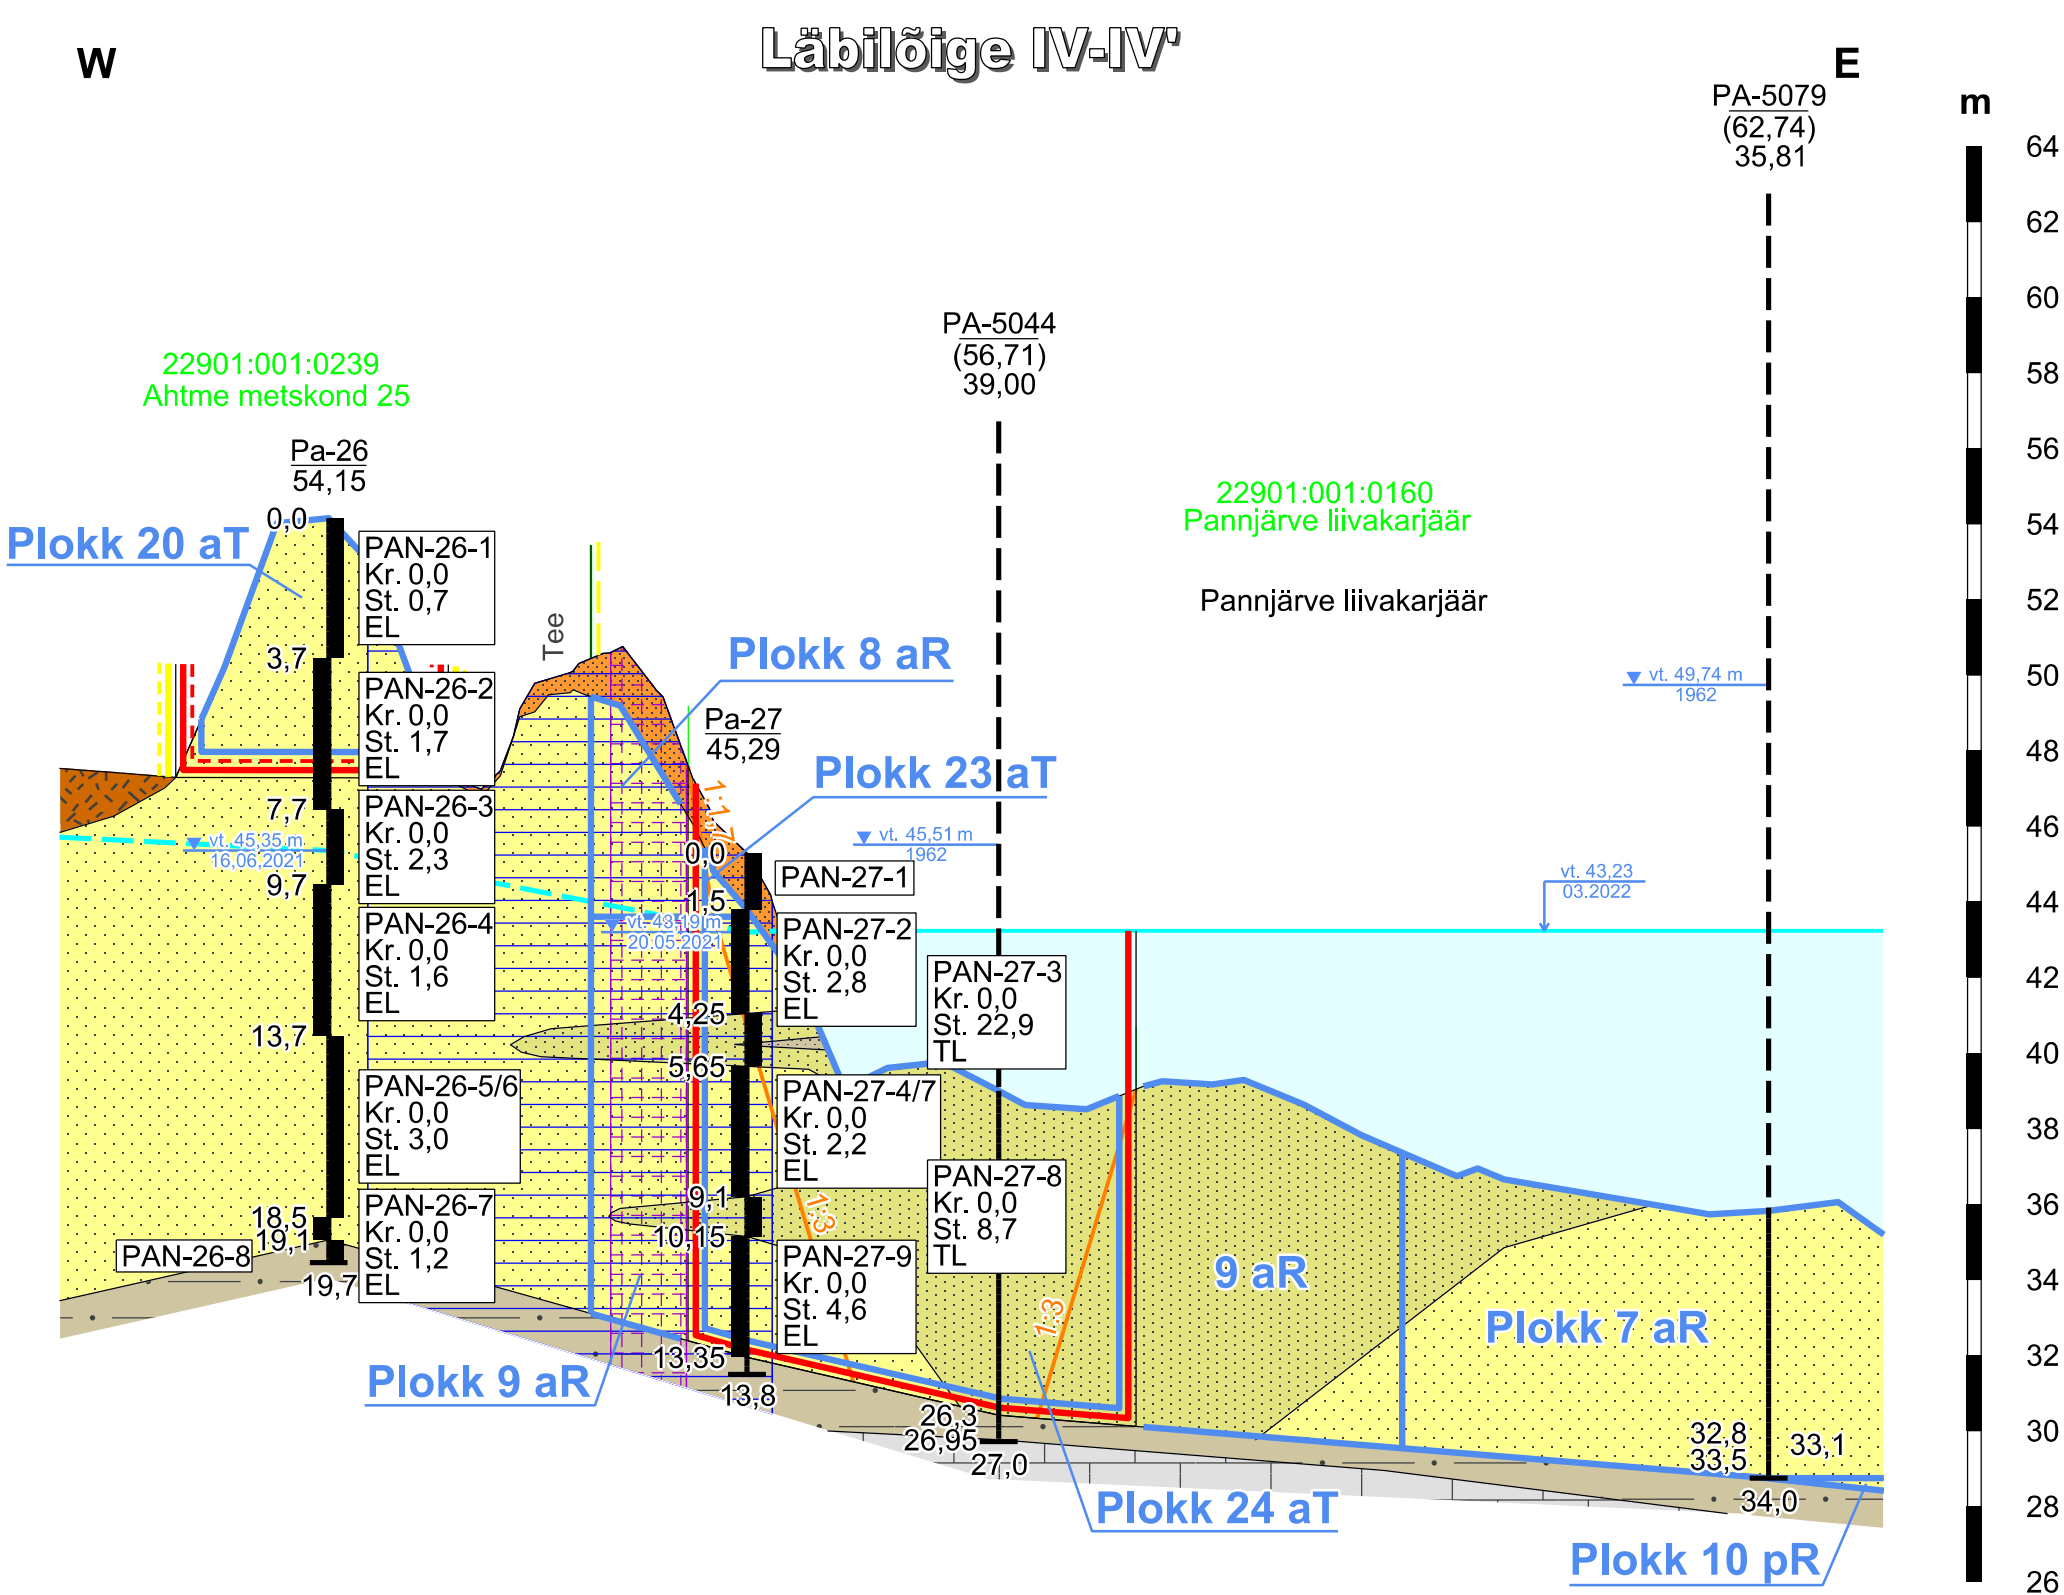 Läbilõige IV-IV'
W
E
m
64
62
60
58
56
54
52
50
48
46
44
42
40
38
36
34
32
30
28
26
PA-5079
(62,74)
35,81
PA-5044
(56,71)
39,00
22901:001:0239
Ahtme metskond 25
Pa-26
54,15
22901:001:0160
Pannjärve liivakarjäär
Pannjärve liivakarjäär
Plokk 20 aT
0,0
3,7
7,7
9,7
13,7
18,5
19,1
19,7
PAN-26-1
Kr. 0,0
St. 0,7
EL
PAN-26-2
Kr. 0,0
St. 1,7
EL
PAN-26-3
Kr. 0,0
St. 2,3
EL
PAN-26-4
Kr. 0,0
St. 1,6
EL
PAN-26-5/6
Kr. 0,0
St. 3,0
EL
PAN-26-7
Kr. 0,0
St. 1,2
EL
PAN-26-8
vt. 45,35 m
16,06,2021
Tee
Plokk 8 aR
Pa-27
45,29
Plokk 23 aT
1:1,7
vt. 45,51 m
1962
vt. 49,74 m
1962
vt. 43,23
03.2022
vt. 43,19 m
20.05.2021
0,0
1,5
4,25
5,65
9,1
10,15
13,35
13,8
PAN-27-1
PAN-27-2
Kr. 0,0
St. 2,8
EL
PAN-27-3
Kr. 0,0
St. 22,9
TL
PAN-27-4/7
Kr. 0,0
St. 2,2
EL
PAN-27-8
Kr. 0,0
St. 8,7
TL
PAN-27-9
Kr. 0,0
St. 4,6
EL
1:3
1:3
9 aR
Plokk 7 aR
Plokk 9 aR
26,3
26,95
27,0
32,8
33,5
33,1
34,0
Plokk 24 aT
Plokk 10 pR